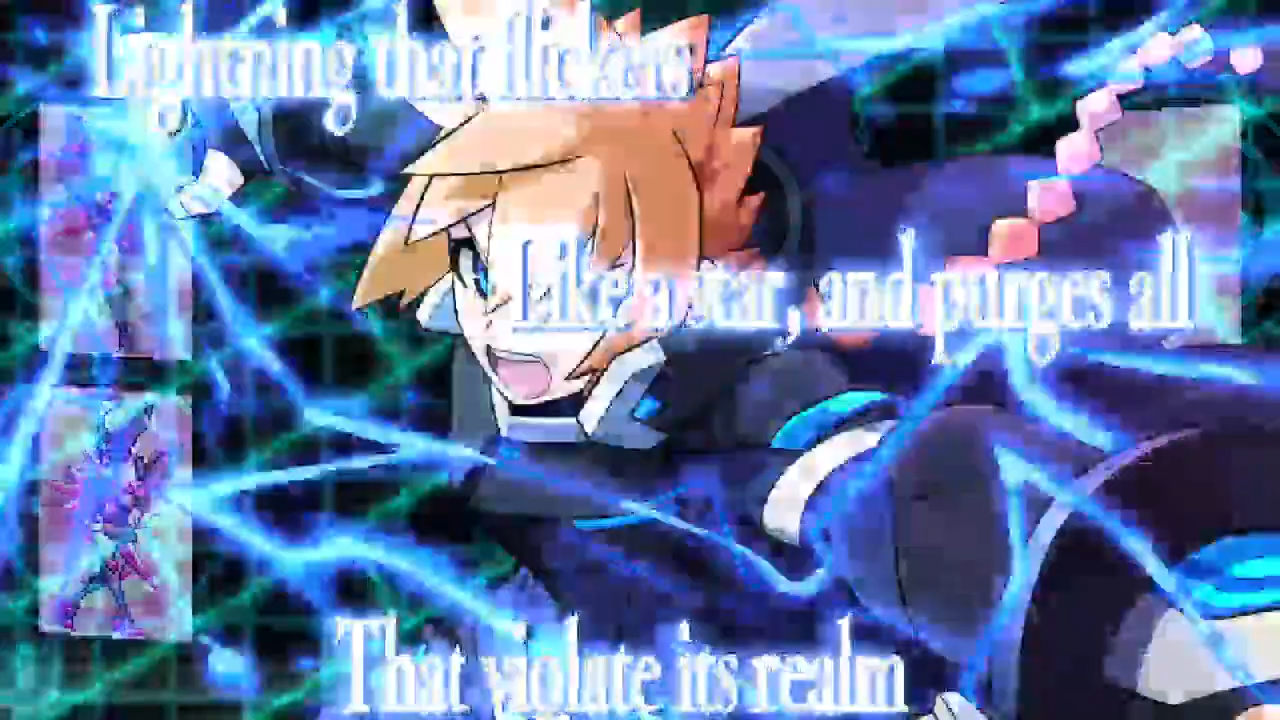 Lightning that flickers
Like a star, and purges all
That violate its realm